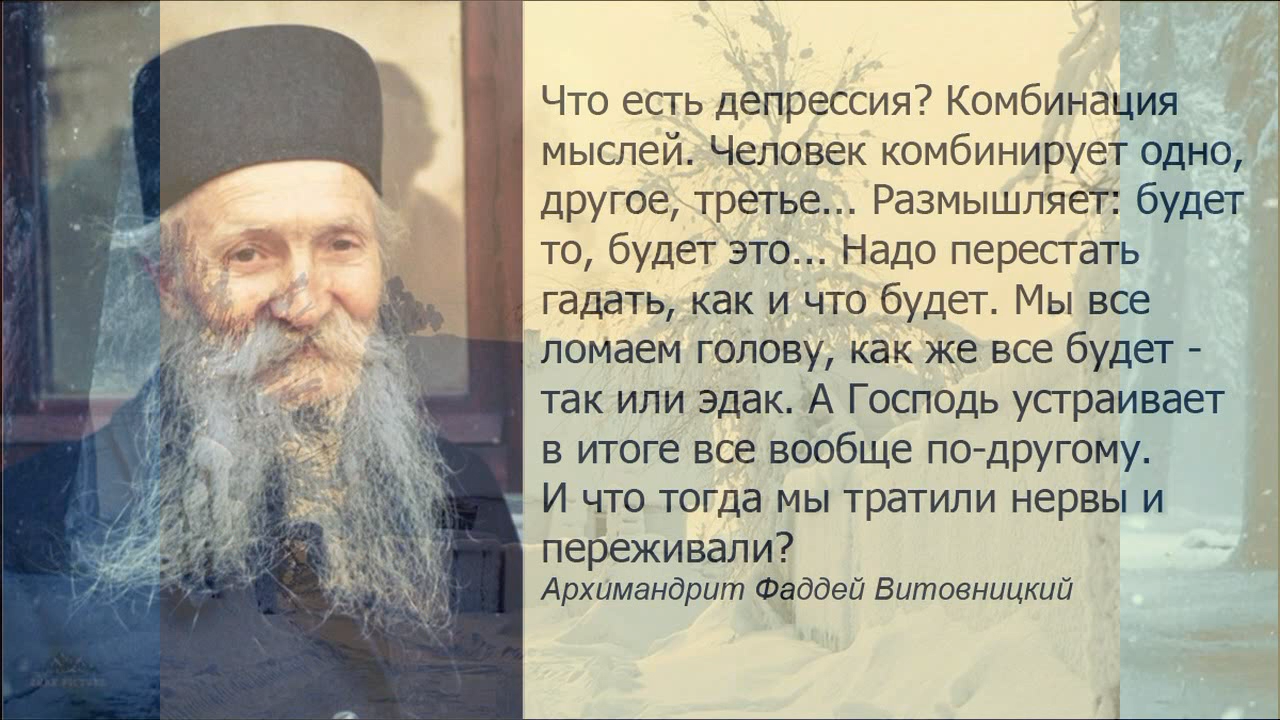 Что есть депрессия? Комбинация
мыслей. Человек комбинирует одно,
другое, третье... Размышляет: будет
то, будет это... Надо перестать
гадать, как и что будет. Мы все
ломаем голову, как же все будет -
так или эдак. А Господь устраивает
в итоге все вообще по-другому.
И что тогда мы тратили нервы и
переживали?
Архимандрит Фаддей Витовницкий